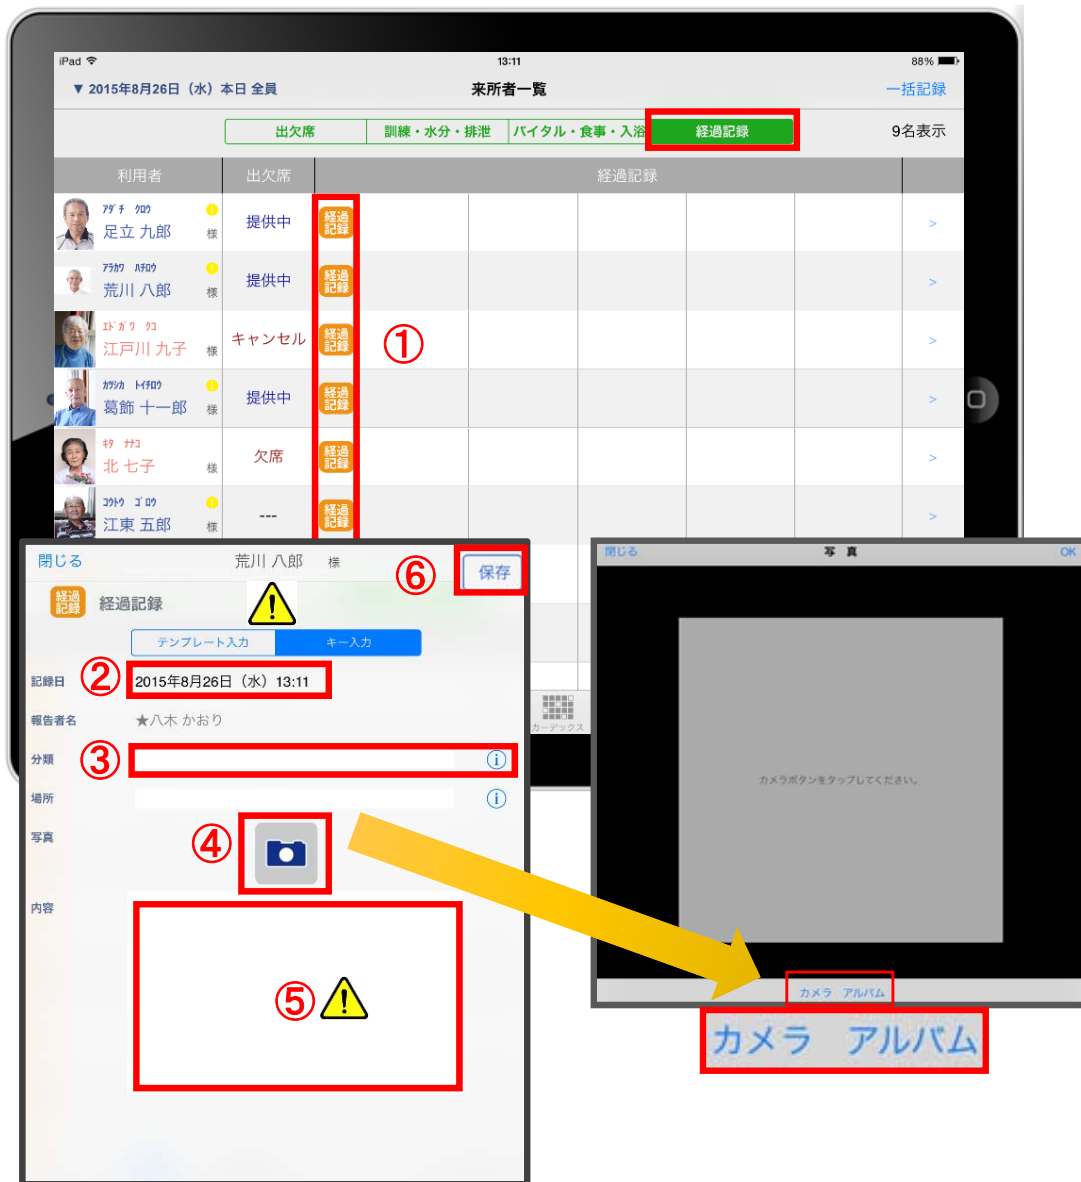 iPad 13:11 88%
▼ 2015年8月26日（水）本日 全員 来所者一覧 一括記録
出欠席 訓練・水分・排泄 バイタル・食事・入浴 経過記録 9名表示
利用者 出欠席 経過記録
ｱﾀﾞﾁ ｸﾛｳ
足立 九郎 様 提供中 経過記録 >
ｱﾗｶﾜ ﾊﾁﾛｳ
荒川 八郎 様 提供中 経過記録 >
ｴﾄﾞｶﾞﾜ ｸｺ
江戸川 九子 様 キャンセル 経過記録 ① >
ｶﾂｼｶ ﾄｲﾁﾛｳ
葛飾 十一郎 様 提供中 経過記録 >
ｷﾀ ﾅﾅｺ
北 七子 様 欠席 経過記録 >
ｺｳﾄｳ ｺﾞﾛｳ
江東 五郎 様 --- 経過記録 >
閉じる 荒川 八郎 様 ⑥ 保存
経過記録 経過記録
テンプレート入力 キー入力
記録日 ② 2015年8月26日（水）13:11
報告者名 ★八木 かおり
分類 ③
場所
写真 ④
内容
⑤
カーデックス
閉じる 写 真 OK
カメラボタンをタップしてください。
カメラ アルバム
カメラ アルバム